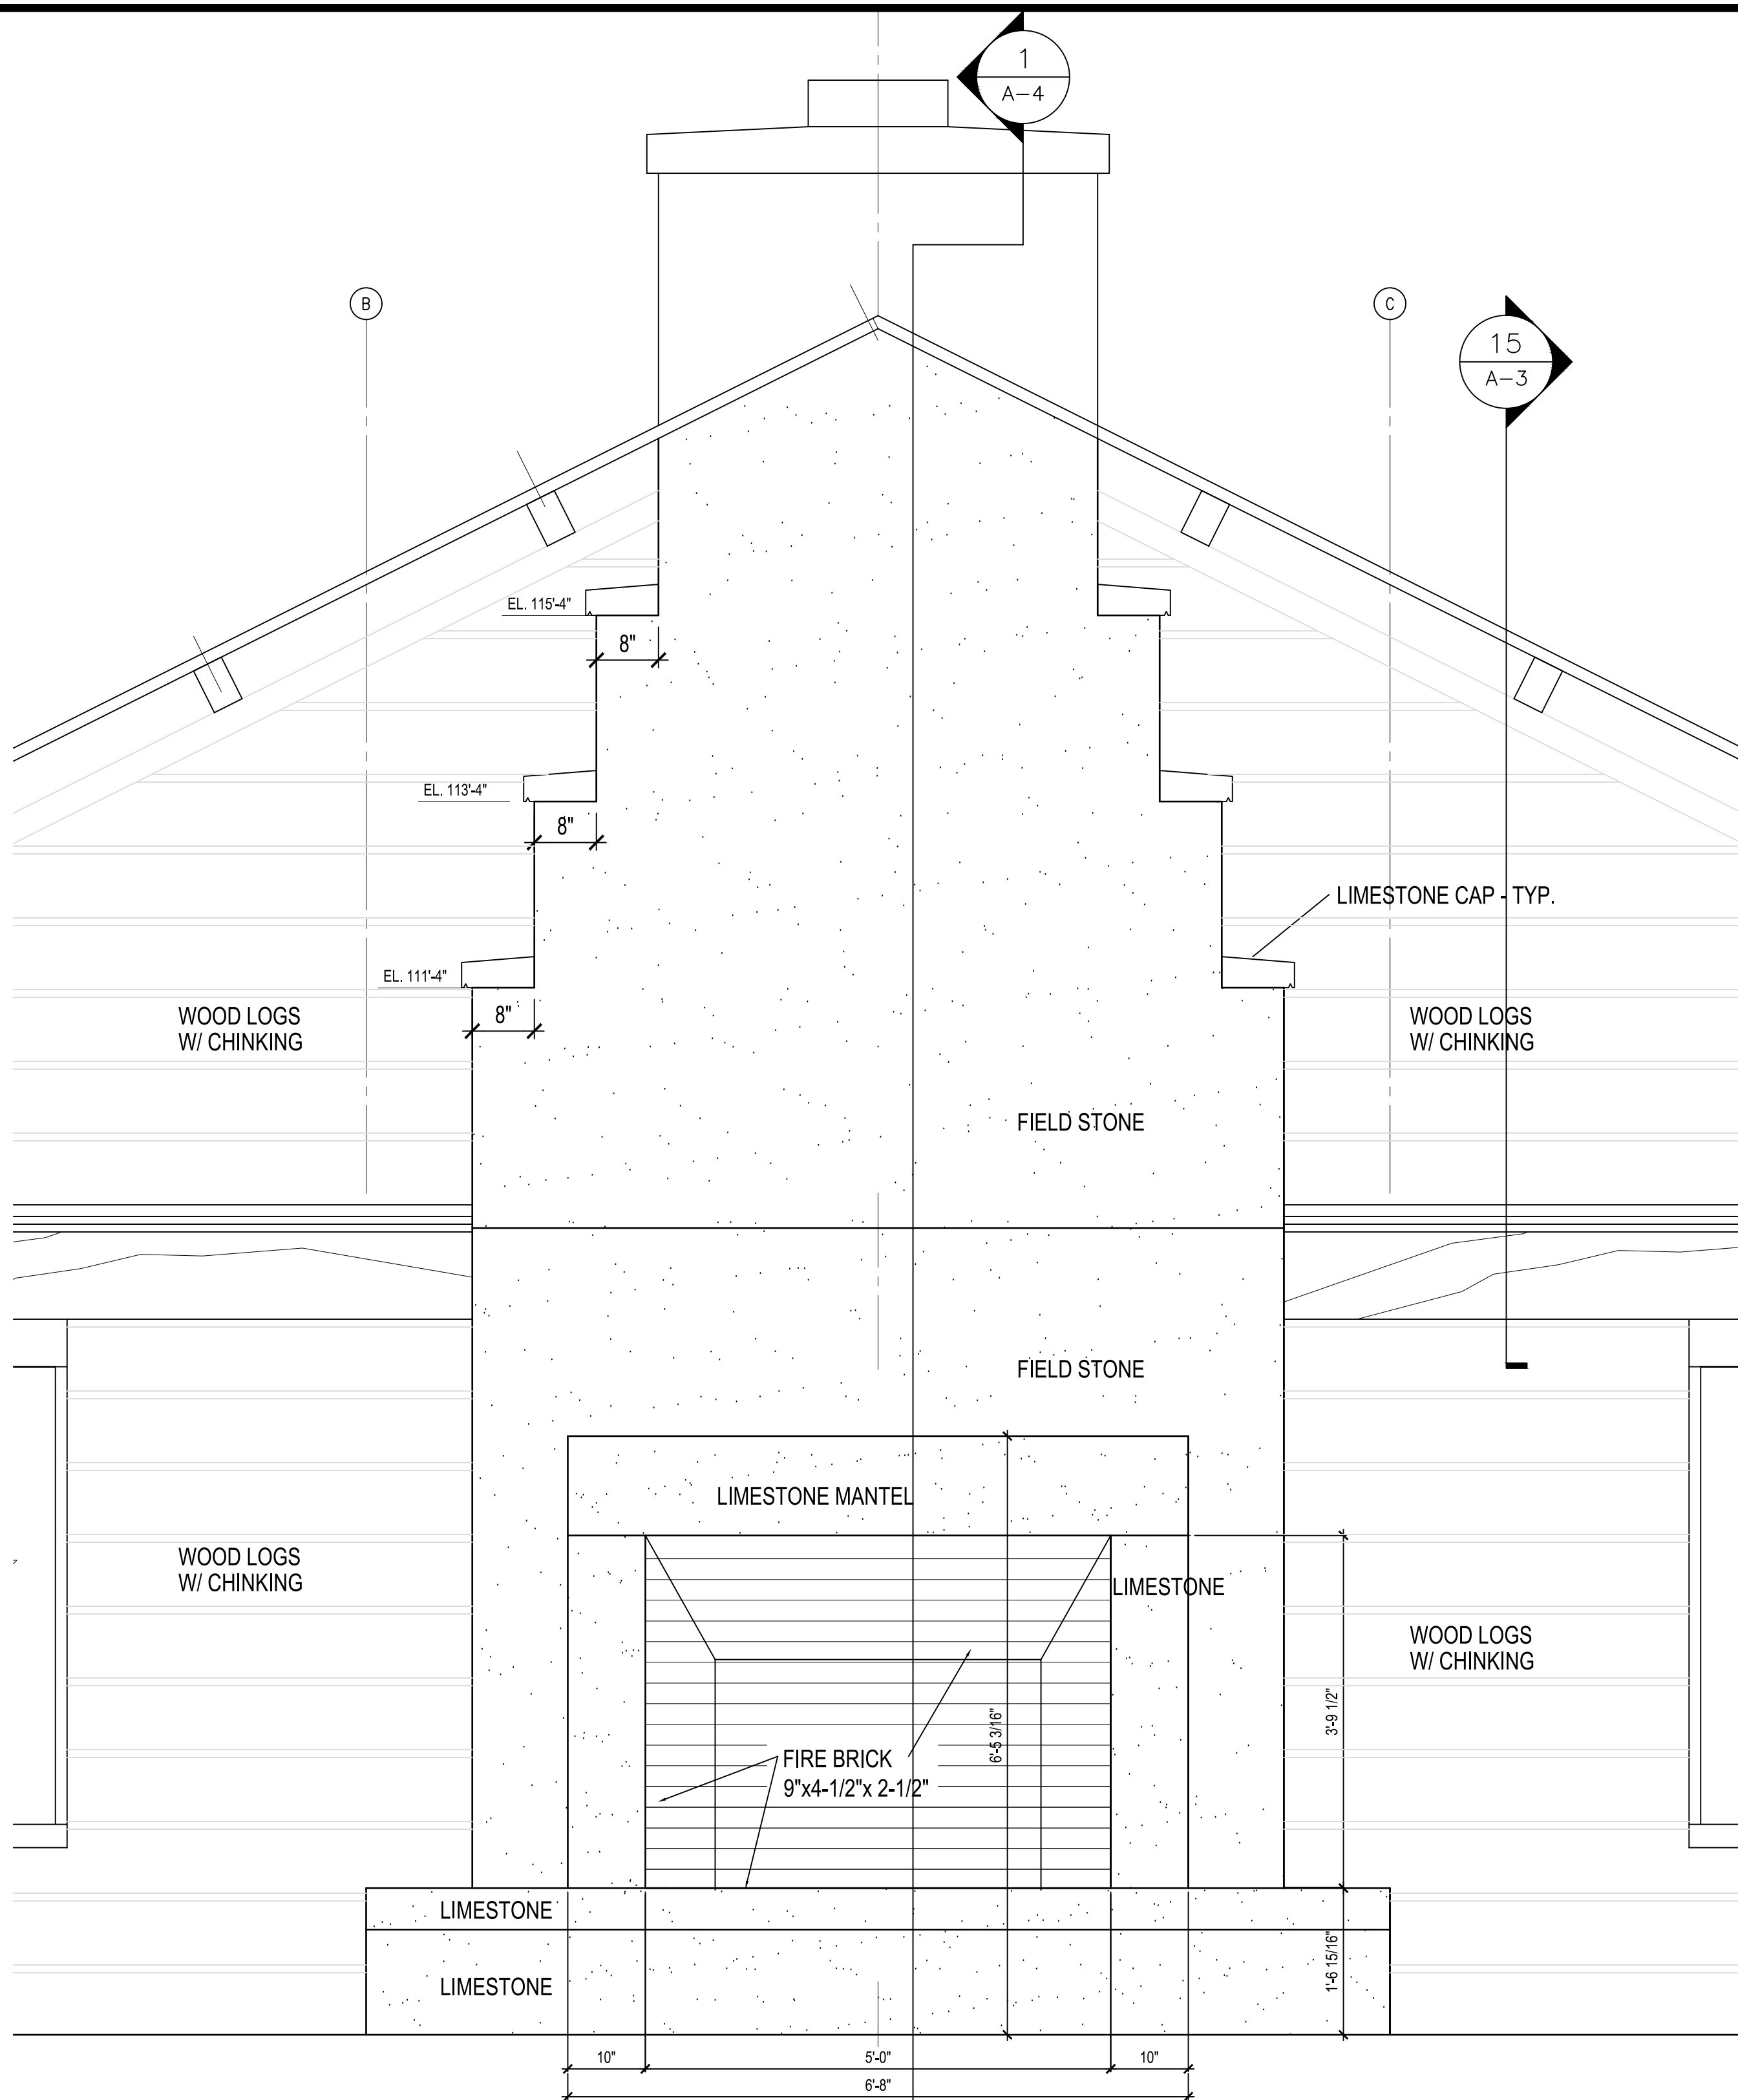 1
A-4
B
C
15
A-3
EL. 115'-4"
8"
EL. 113'-4"
8"
LIMESTONE CAP - TYP.
EL. 111'-4"
8"
WOOD LOGS
W/ CHINKING
WOOD LOGS
W/ CHINKING
FIELD STONE
FIELD STONE
LIMESTONE MANTEL
WOOD LOGS
W/ CHINKING
LIMESTONE
WOOD LOGS
W/ CHINKING
3'-9 1/2"
6'-5 3/16"
FIRE BRICK
9"x4-1/2"x 2-1/2"
LIMESTONE
LIMESTONE
1'-6 15/16"
10"
5'-0"
10"
6'-8"